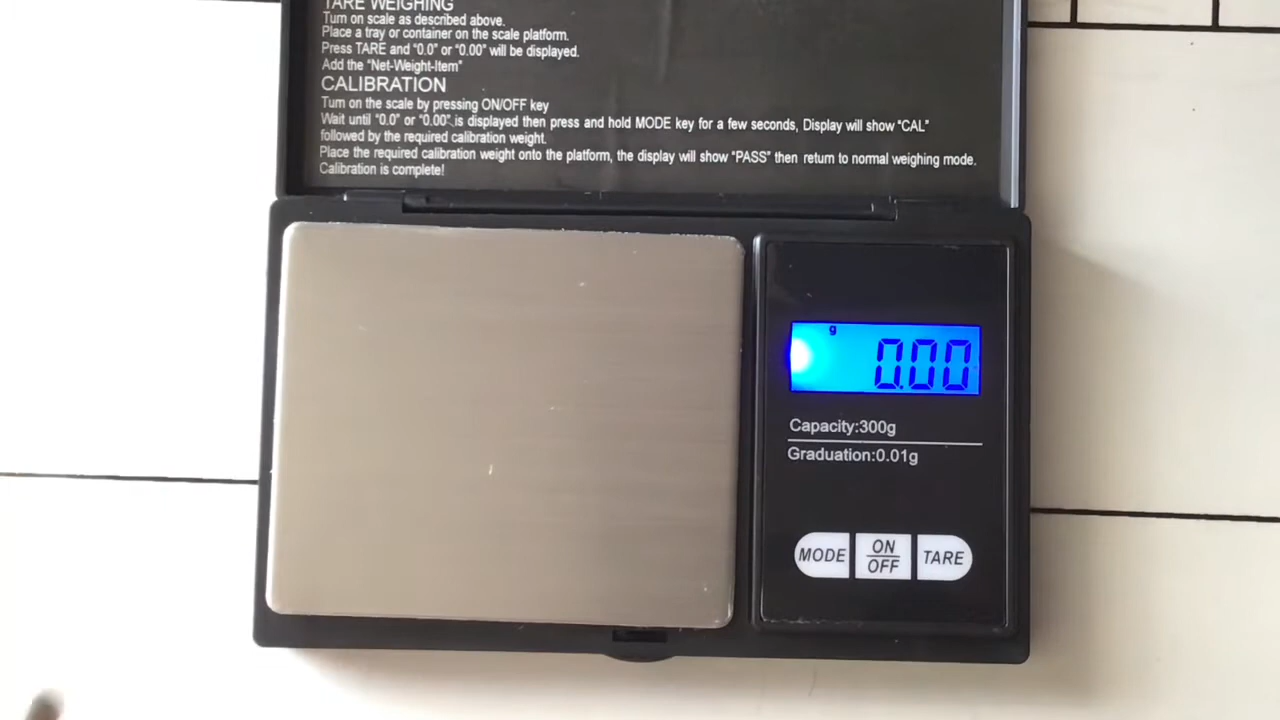 TARE WEIGHING
Turn on scale as described above.
Place a tray or container on the scale platform.
Press TARE and "0.0" or "0.00" will be displayed.
Add the "Net-Weight-Item"
CALIBRATION
Turn on the scale by pressing ON/OFF key
Wait until "0.0" or "0.00" is displayed then press and hold MODE key for a few seconds, Display will show "CAL"
followed by the required calibration weight.
Place the required calibration weight onto the platform, the display will show "PASS" then return to normal weighing mode.
Calibration is complete!
g
0.00
Capacity:300g
Graduation:0.01g
MODE
ON
OFF
TARE